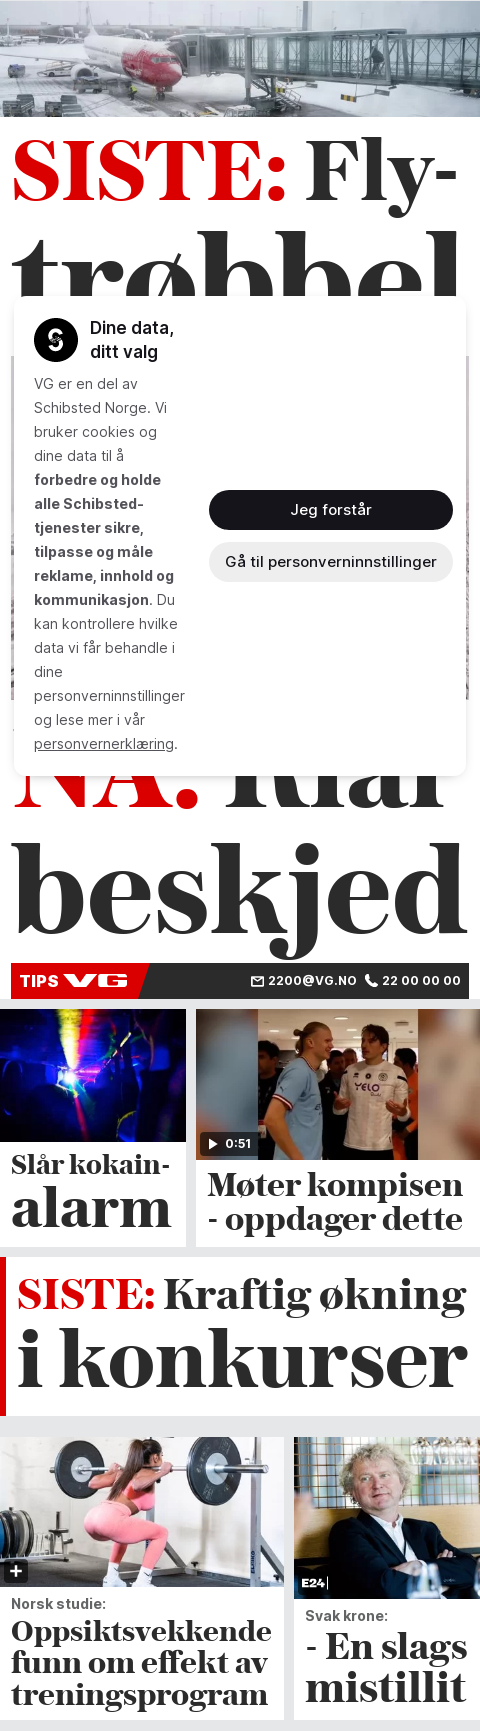 SISTE: Fly-
trøbbel
Dine data,
ditt valg
VG er en del av
Schibsted Norge. Vi
bruker cookies og
dine data til å
forbedre og holde
alle Schibsted-
tjenester sikre,
tilpasse og måle
reklame, innhold og
kommunikasjon. Du
kan kontrollere hvilke
data vi får behandle i
dine
personverninnstillinger
og lese mer i vår
personvernerklæring.
Jeg forstår
Gå til personverninnstillinger
NÅ: Klar
beskjed
TIPS VG 2200@VG.NO 22 00 00 00
0:51
YELO
Slår kokain-
alarm
Møter kompisen
- oppdager dette
SISTE: Kraftig økning
i konkurser
E24
Norsk studie:
Oppsiktsvekkende
funn om effekt av
treningsprogram
Svak krone:
- En slags
mistillit